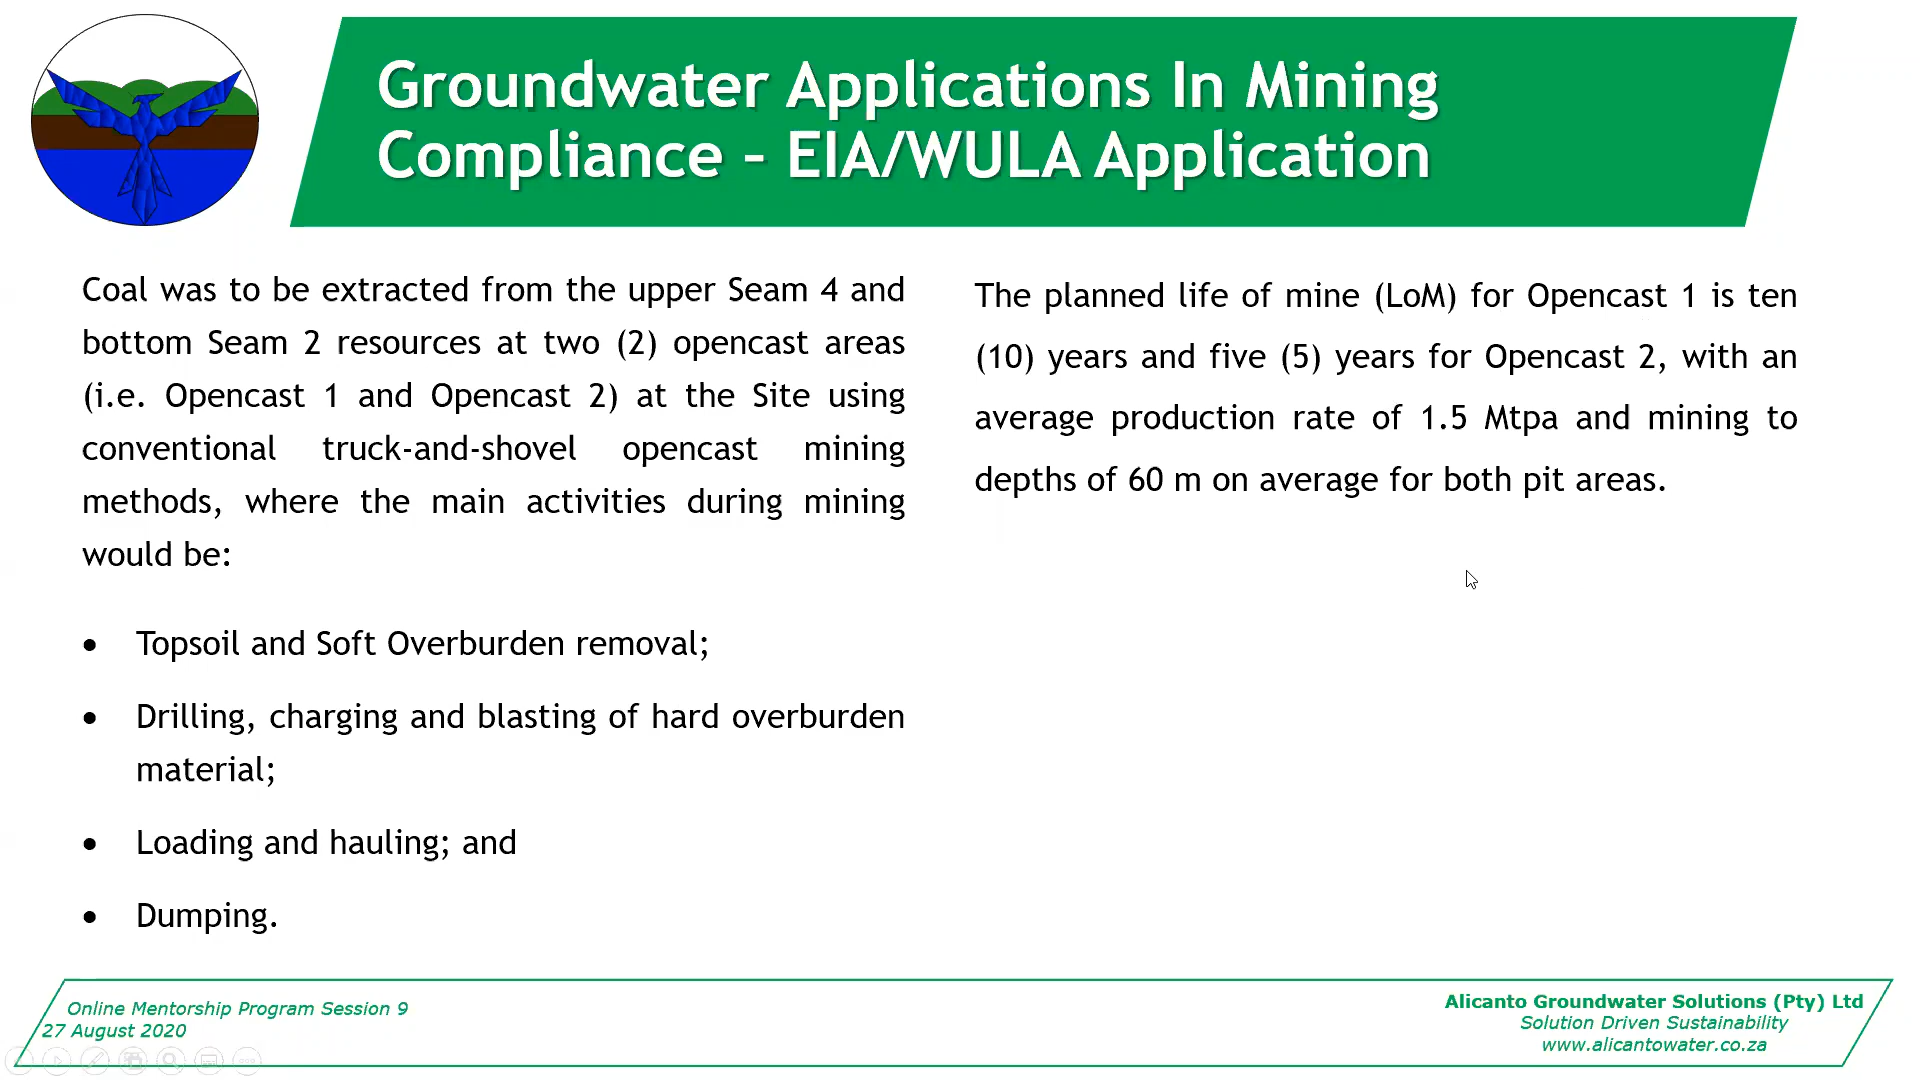 Groundwater Applications In Mining
Compliance – EIA/WULA Application
Coal was to be extracted from the upper Seam 4 and
bottom Seam 2 resources at two (2) opencast areas
(i.e. Opencast 1 and Opencast 2) at the Site using
conventional truck-and-shovel opencast mining
methods, where the main activities during mining
would be:
• Topsoil and Soft Overburden removal;
• Drilling, charging and blasting of hard overburden
material;
• Loading and hauling; and
• Dumping.
The planned life of mine (LoM) for Opencast 1 is ten
(10) years and five (5) years for Opencast 2, with an
average production rate of 1.5 Mtpa and mining to
depths of 60 m on average for both pit areas.
Online Mentorship Program Session 9
27 August 2020
Alicanto Groundwater Solutions (Pty) Ltd
Solution Driven Sustainability
www.alicantowater.co.za